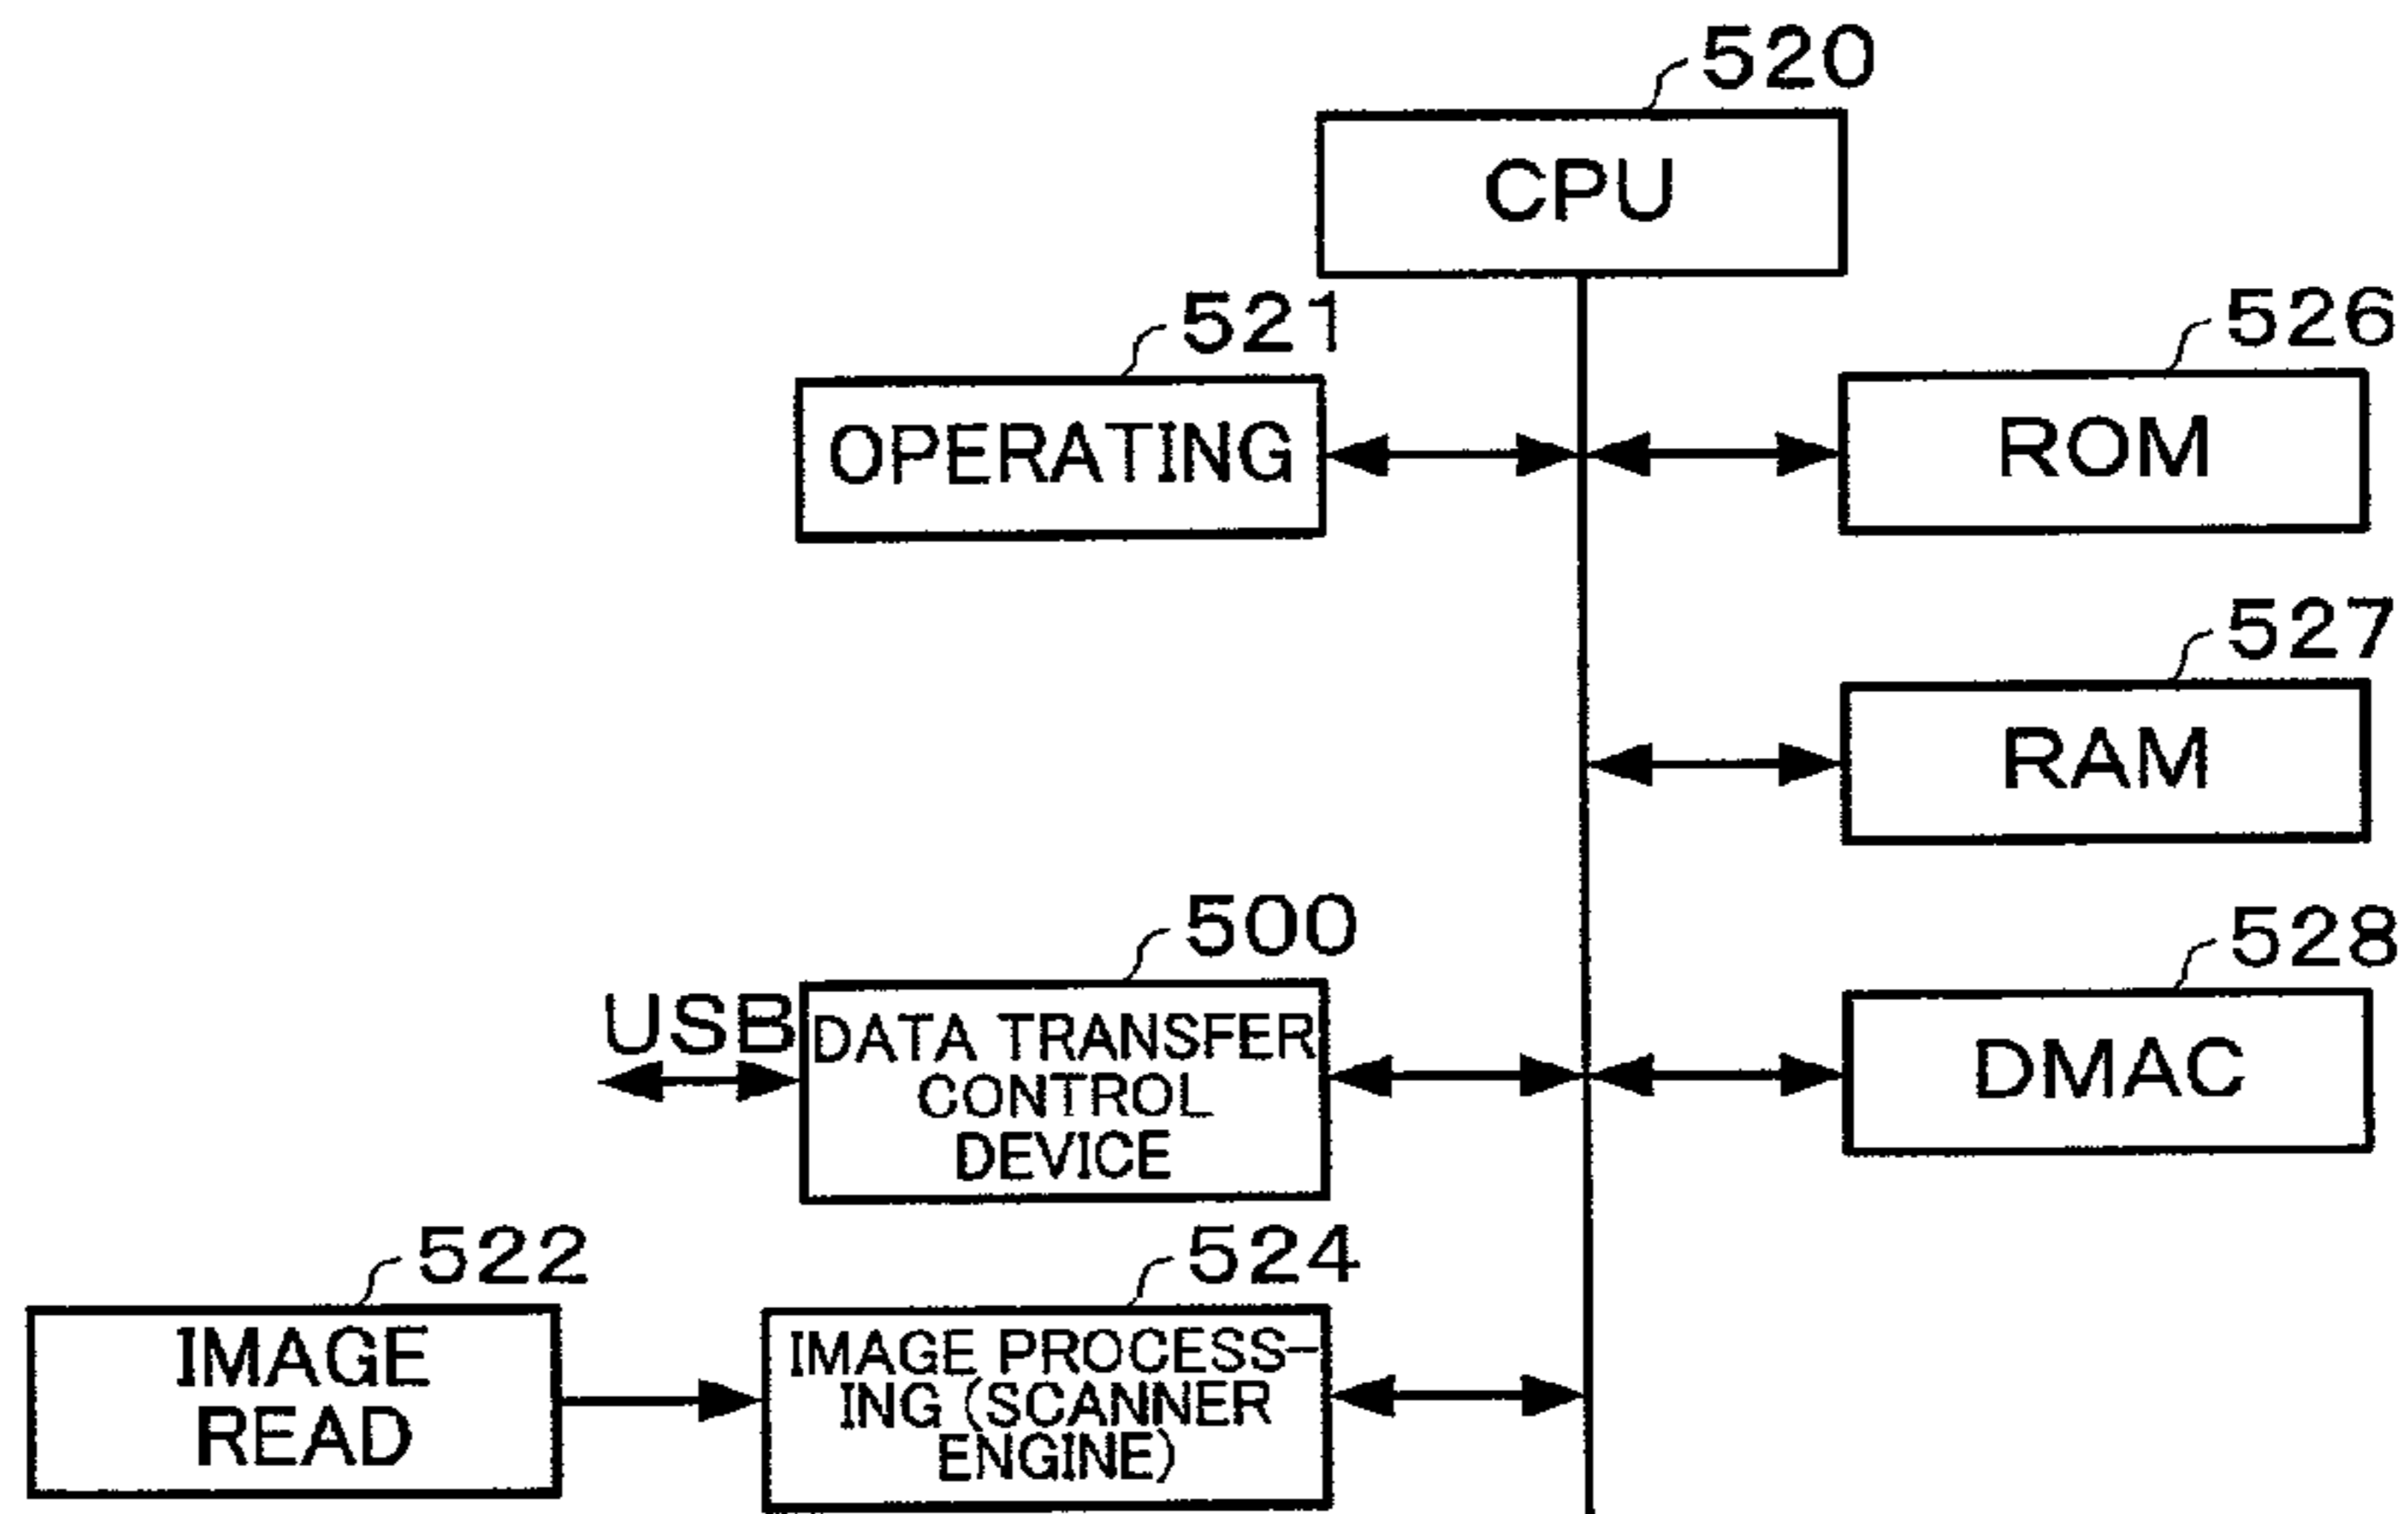 520
CPU
521
OPERATING
526
ROM
527
RAM
500
USB
DATA TRANSFER
CONTROL
DEVICE
528
DMAC
522
IMAGE
READ
524
IMAGE PROCESS-
ING (SCANNER
ENGINE)